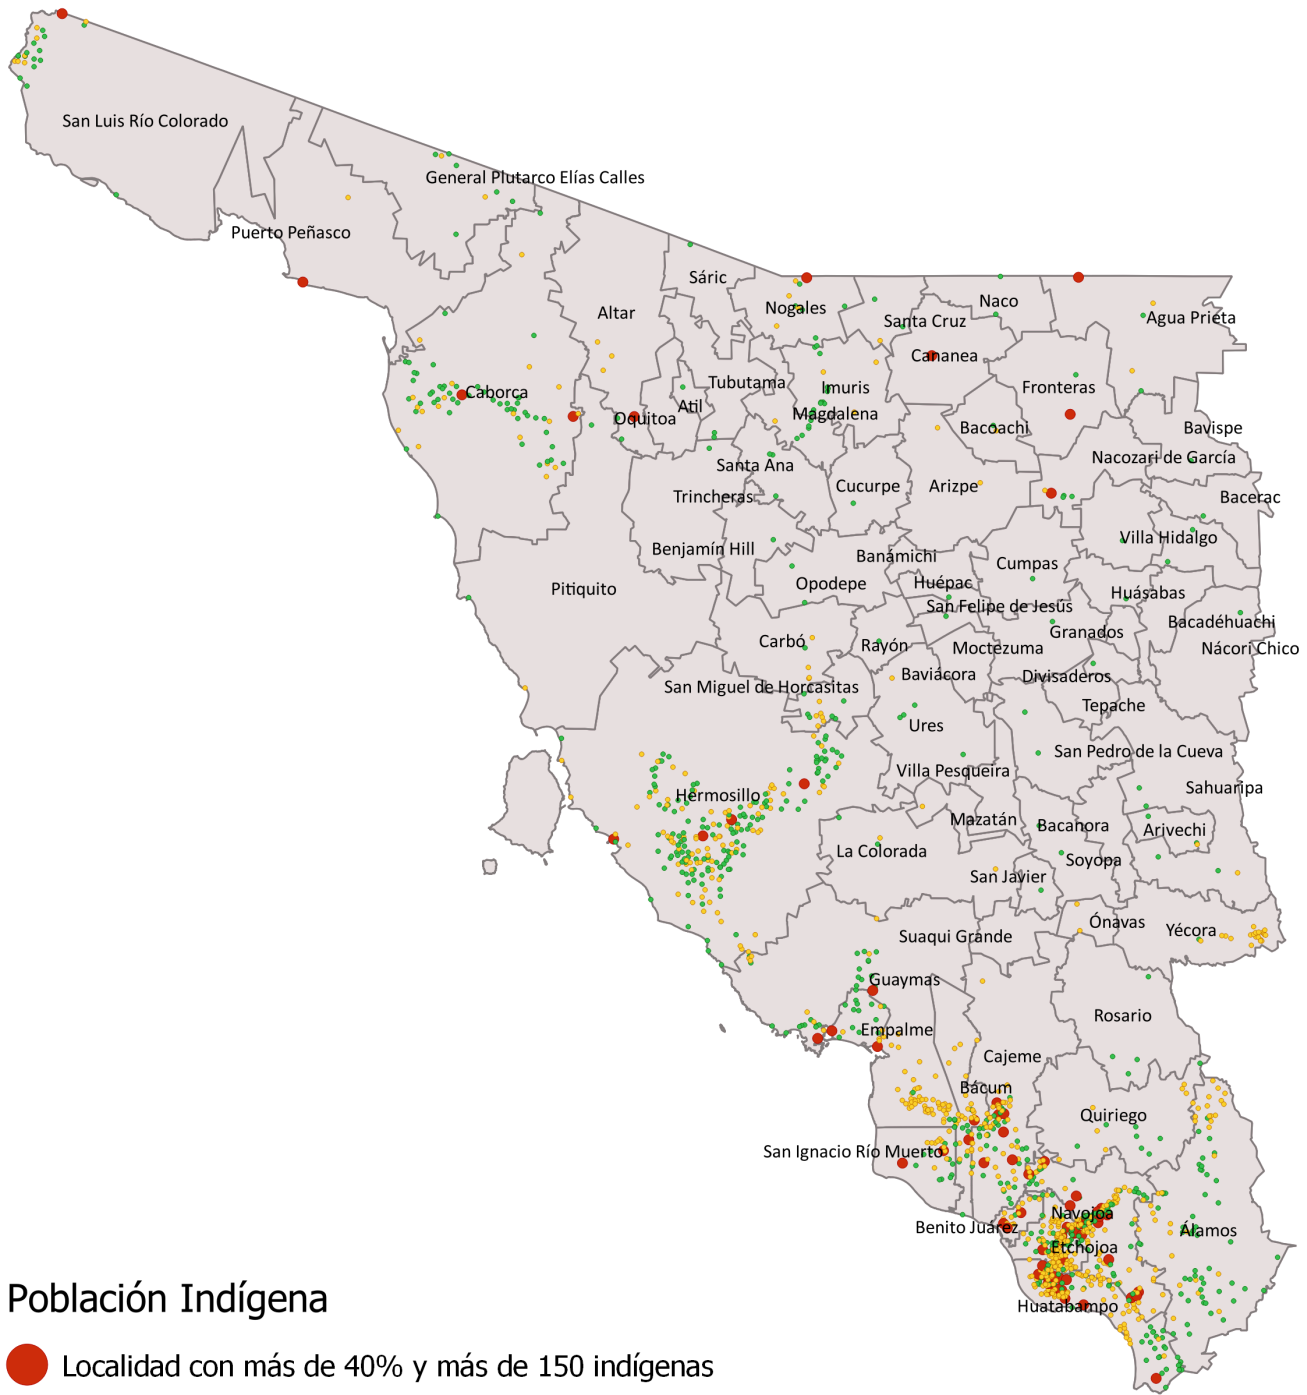 San Luis Río Colorado
General Plutarco Elías Calles
Puerto Peñasco
Sáric
Nogales
Naco
Altar
Santa Cruz
Agua Prieta
Cananea
Tubutama
Imuris
Fronteras
Caborca
Atil
Oquitoa
Magdalena
Bacoachi
Bavispe
Santa Ana
Nacozari de García
Cucurpe
Arizpe
Trincheras
Bacerac
Villa Hidalgo
Benjamín Hill
Banámichi
Cumpas
Pitiquito
Opodepe
Huépac
Huásabas
San Felipe de Jesús
Bacadéhuachi
Granados
Carbó
Rayón
Moctezuma
Nácori Chico
Baviácora
Divisaderos
San Miguel de Horcasitas
Tepache
Ures
San Pedro de la Cueva
Villa Pesqueira
Sahuaripa
Hermosillo
Mazatán
Bacanora
Arivechi
La Colorada
Soyopa
San Javier
Ónavas
Yécora
Suaqui Grande
Guaymas
Rosario
Empalme
Cajeme
Bácum
Quiriego
San Ignacio Río Muerto
Navojoa
Benito Juárez
Álamos
Etchojoa
Huatabampo
Población Indígena
Localidad con más de 40% y más de 150 indígenas